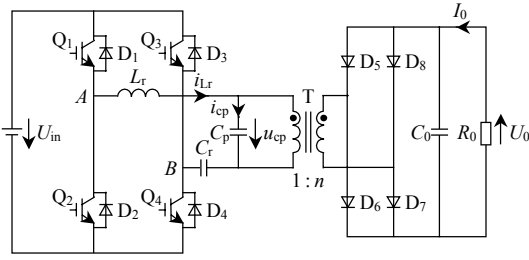 Q1 D1 Q3 D3
Lr
A
iLr
icp
T
D5 D8
I0
Uin
Cp
ucp
C0
R0
U0
Cr
B
1 : n
Q2 D2 Q4 D4
D6 D7